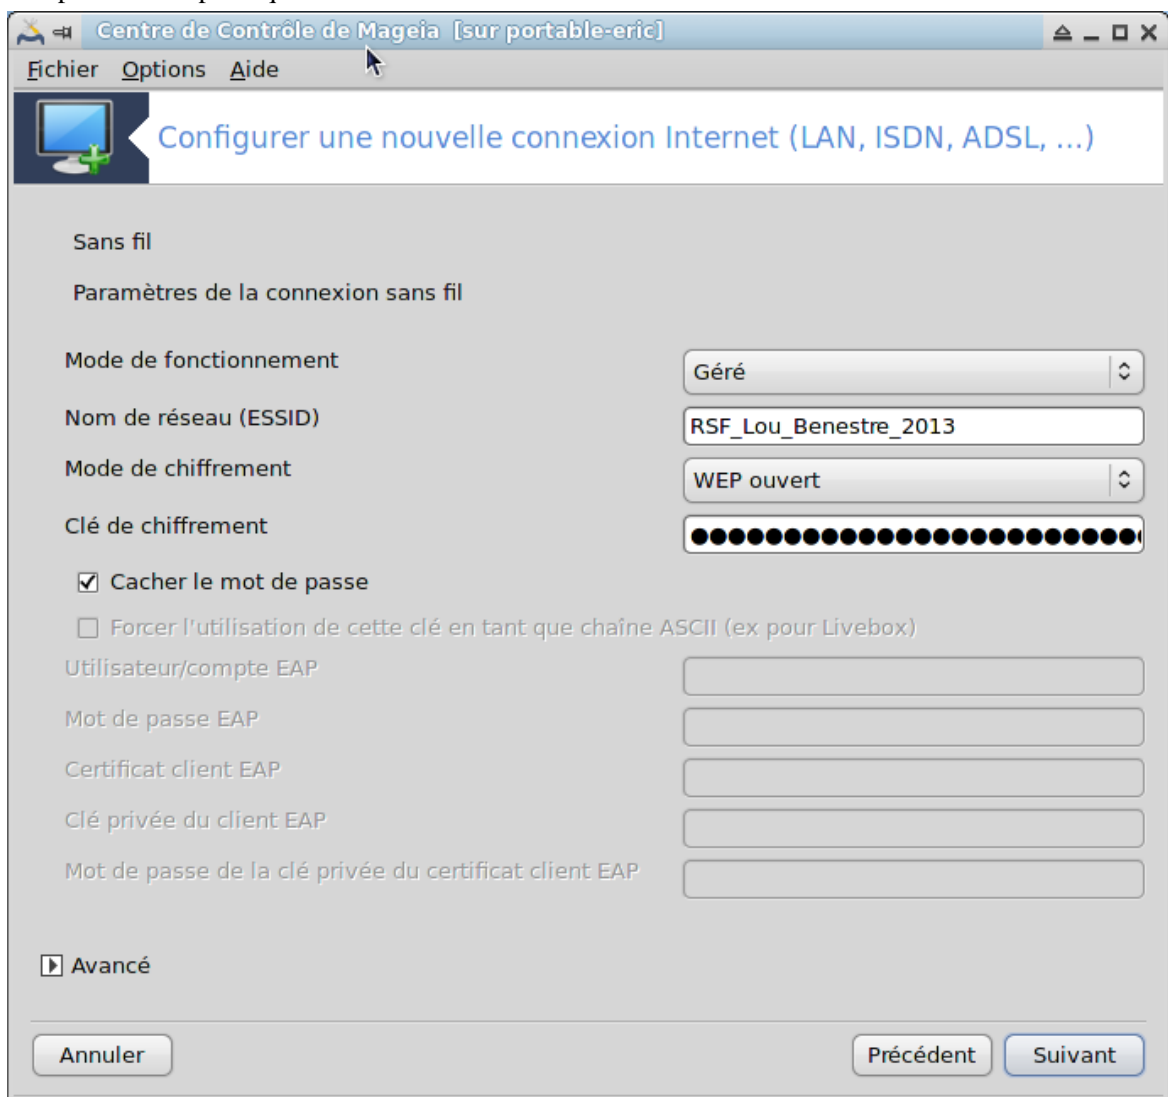 Centre de Contrôle de Mageia [sur portable-eric]
Fichier Options Aide
Configurer une nouvelle connexion Internet (LAN, ISDN, ADSL, ...)
Sans fil
Paramètres de la connexion sans fil
Mode de fonctionnement Géré
Nom de réseau (ESSID) RSF_Lou_Benestre_2013
Mode de chiffrement WEP ouvert
Clé de chiffrement ●●●●●●●●●●●●●●●●●●●●●●●●●
Cacher le mot de passe
Forcer l'utilisation de cette clé en tant que chaîne ASCII (ex pour Livebox)
Utilisateur/compte EAP
Mot de passe EAP
Certificat client EAP
Clé privée du client EAP
Mot de passe de la clé privée du certificat client EAP
Avancé
Annuler Précédent Suivant